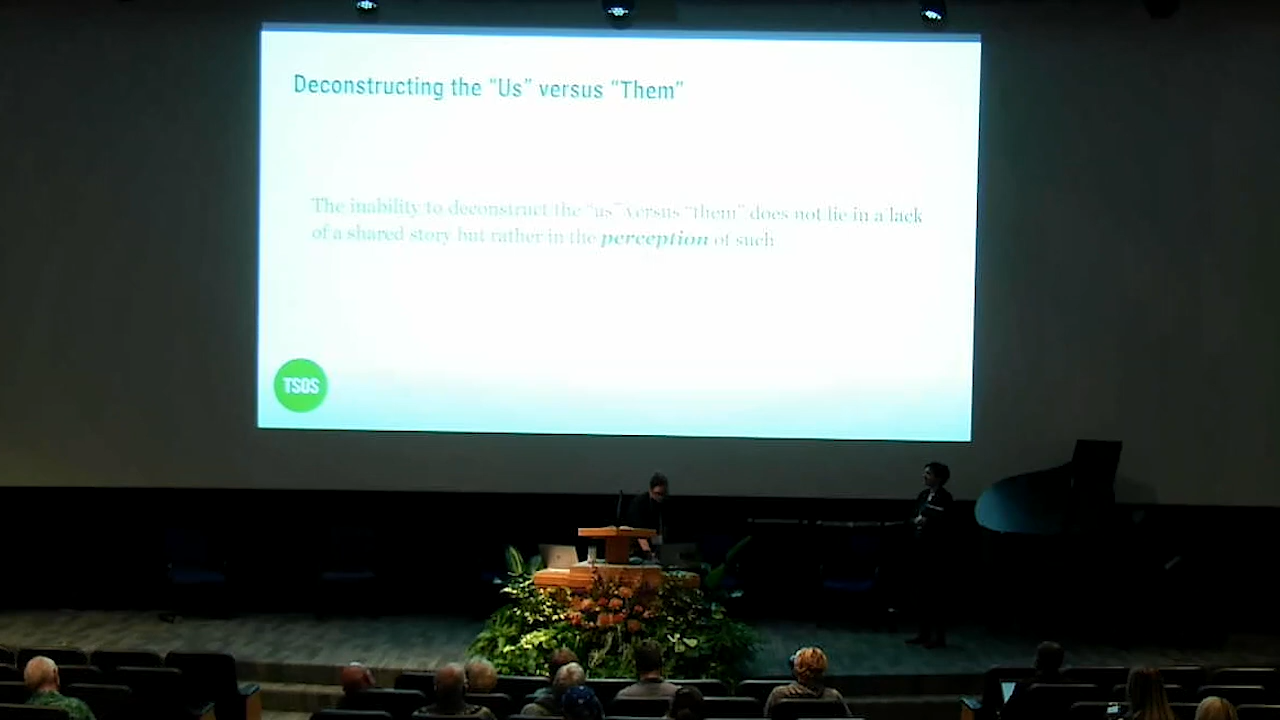 Deconstructing the “Us” versus “Them”
The inability to deconstruct the “us” versus “them” does not lie in a lack
of a shared story but rather in the perception of such
TSOS